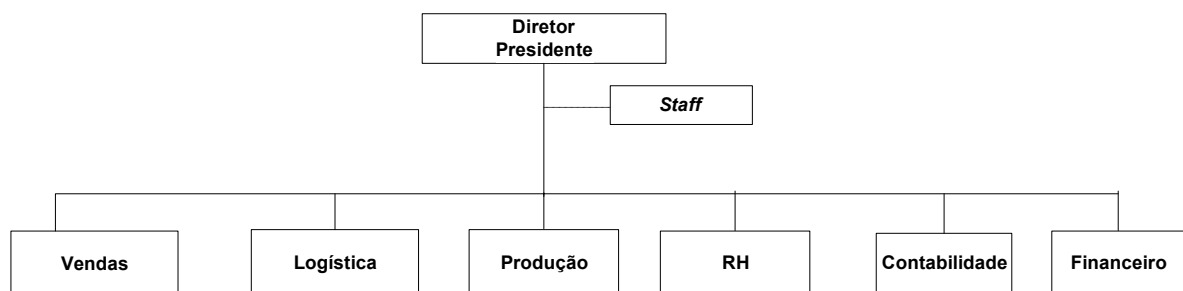 Diretor
Presidente
Staff
Vendas
Logística
Produção
RH
Contabilidade
Financeiro